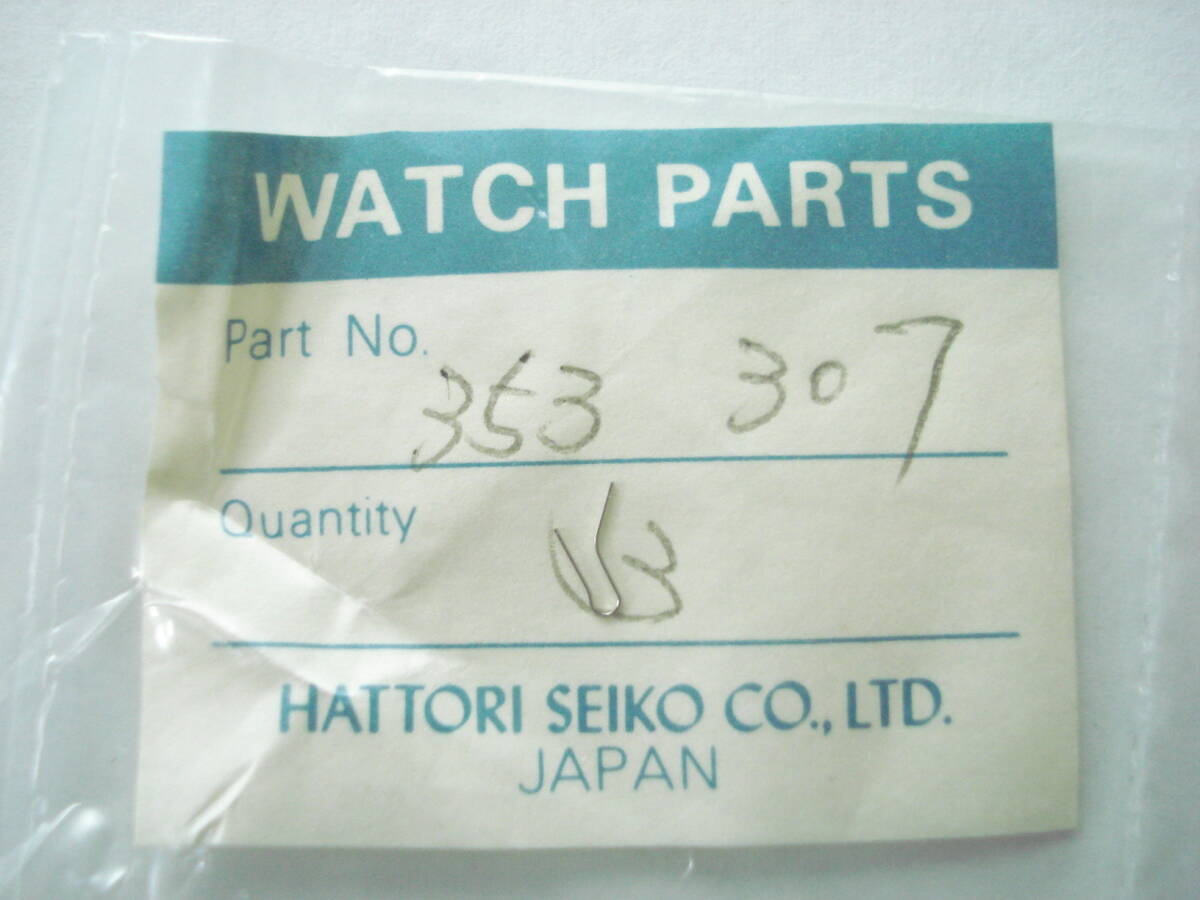 WATCH PARTS
Part No. 353 307
Quantity
HATTORI SEIKO CO., LTD.
JAPAN